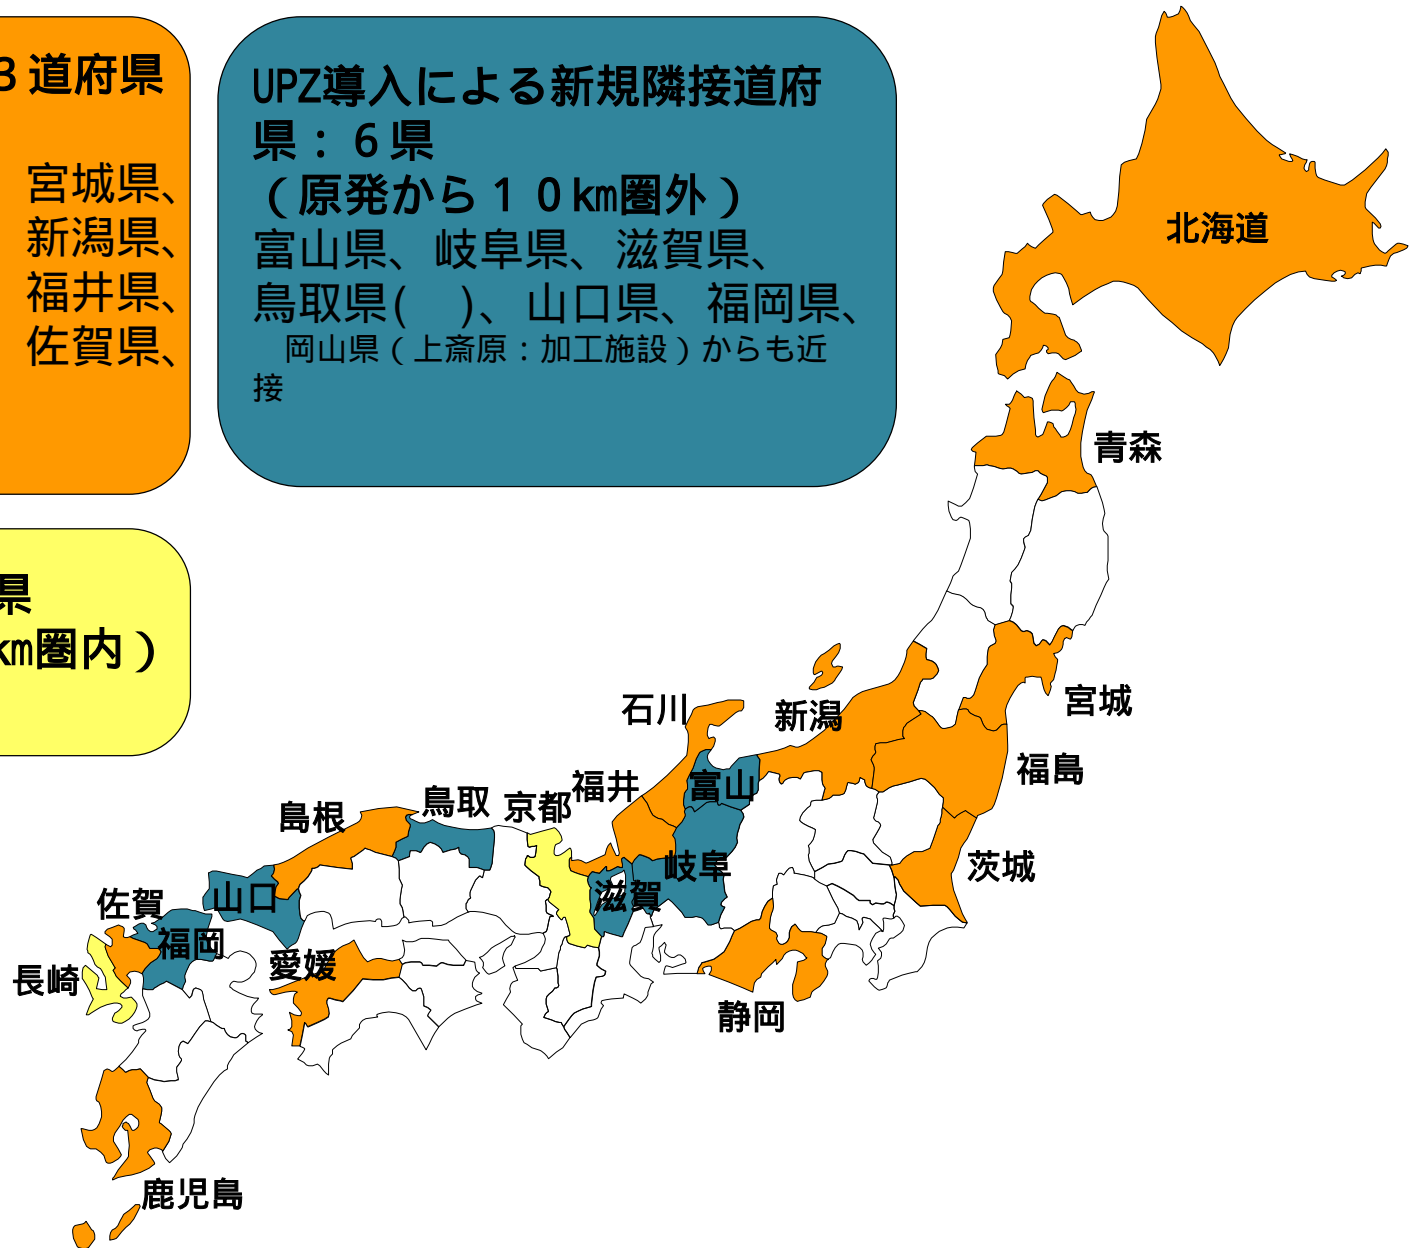 3道府県
宮城県、
新潟県、
福井県、
佐賀県、
UPZ導入による新規隣接道府
県：６県
（原発から１０km圏外）
富山県、岐阜県、滋賀県、
鳥取県(　)、山口県、福岡県、
岡山県（上斎原：加工施設）からも近
接
県
km圏内）
北海道
青森
宮城
福島
茨城
新潟
石川
富山
福井
岐阜
滋賀
京都
鳥取
島根
山口
佐賀
福岡
長崎
愛媛
静岡
鹿児島